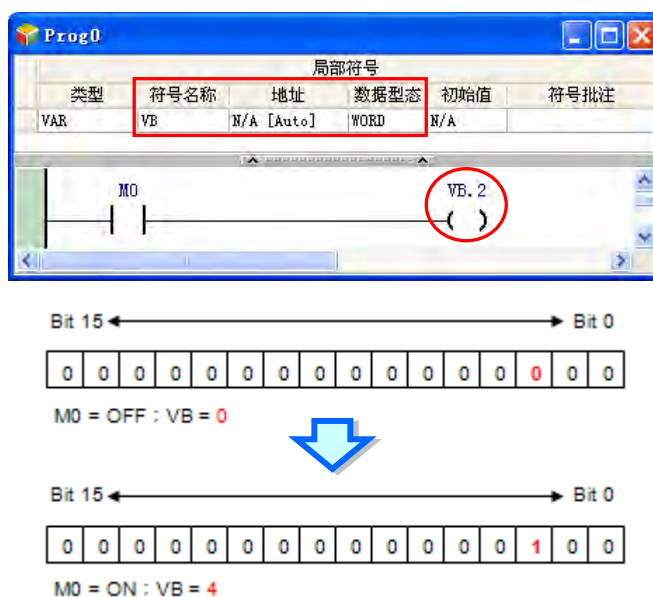 Prog0
局部符号
类型 符号名称 地址 数据型态 初始值 符号批注
VAR VB N/A [Auto] WORD N/A
M0 VB.2
Bit 15 Bit 0
0 0 0 0 0 0 0 0 0 0 0 0 0 0 0 0
M0 = OFF ; VB = 0
Bit 15 Bit 0
0 0 0 0 0 0 0 0 0 0 0 0 0 1 0 0
M0 = ON ; VB = 4